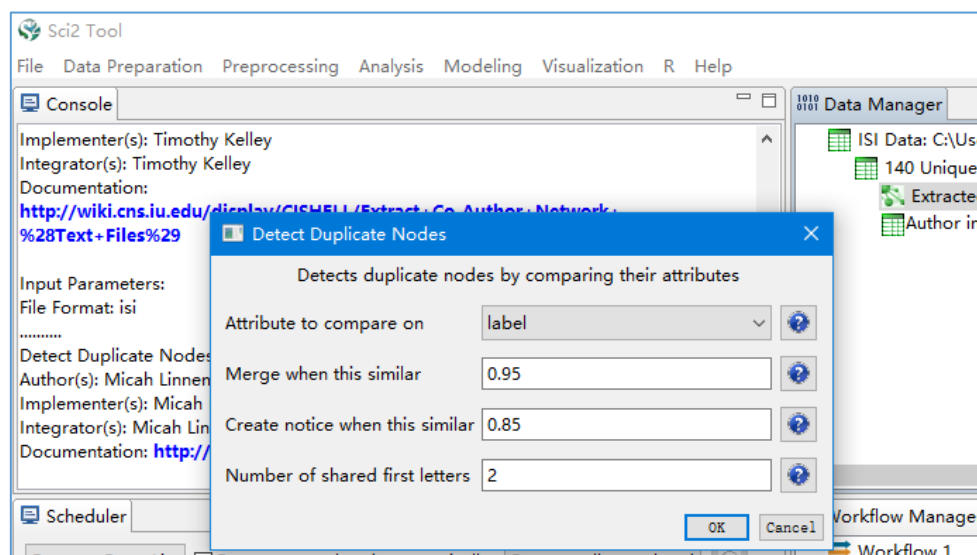 Sci2 Tool
File Data Preparation Preprocessing Analysis Modeling Visualization R Help
Console
Implementer(s): Timothy Kelley
Integrator(s): Timothy Kelley
Documentation:
http://wiki.cns.iu.edu/display/CISHELL/Extract+Co-Author+Network+
%28Text+Files%29
Input Parameters:
File Format: isi
..........
Detect Duplicate Nodes
Author(s): Micah Linnen
Implementer(s): Micah
Integrator(s): Micah Lin
Documentation: http://
Scheduler
1010
0101
Data Manager
ISI Data: C:\Us
140 Unique
Extracte
Author in
Detect Duplicate Nodes
Detects duplicate nodes by comparing their attributes
Attribute to compare on label
Merge when this similar 0.95
Create notice when this similar 0.85
Number of shared first letters 2
OK Cancel
Workflow Manage
Workflow 1